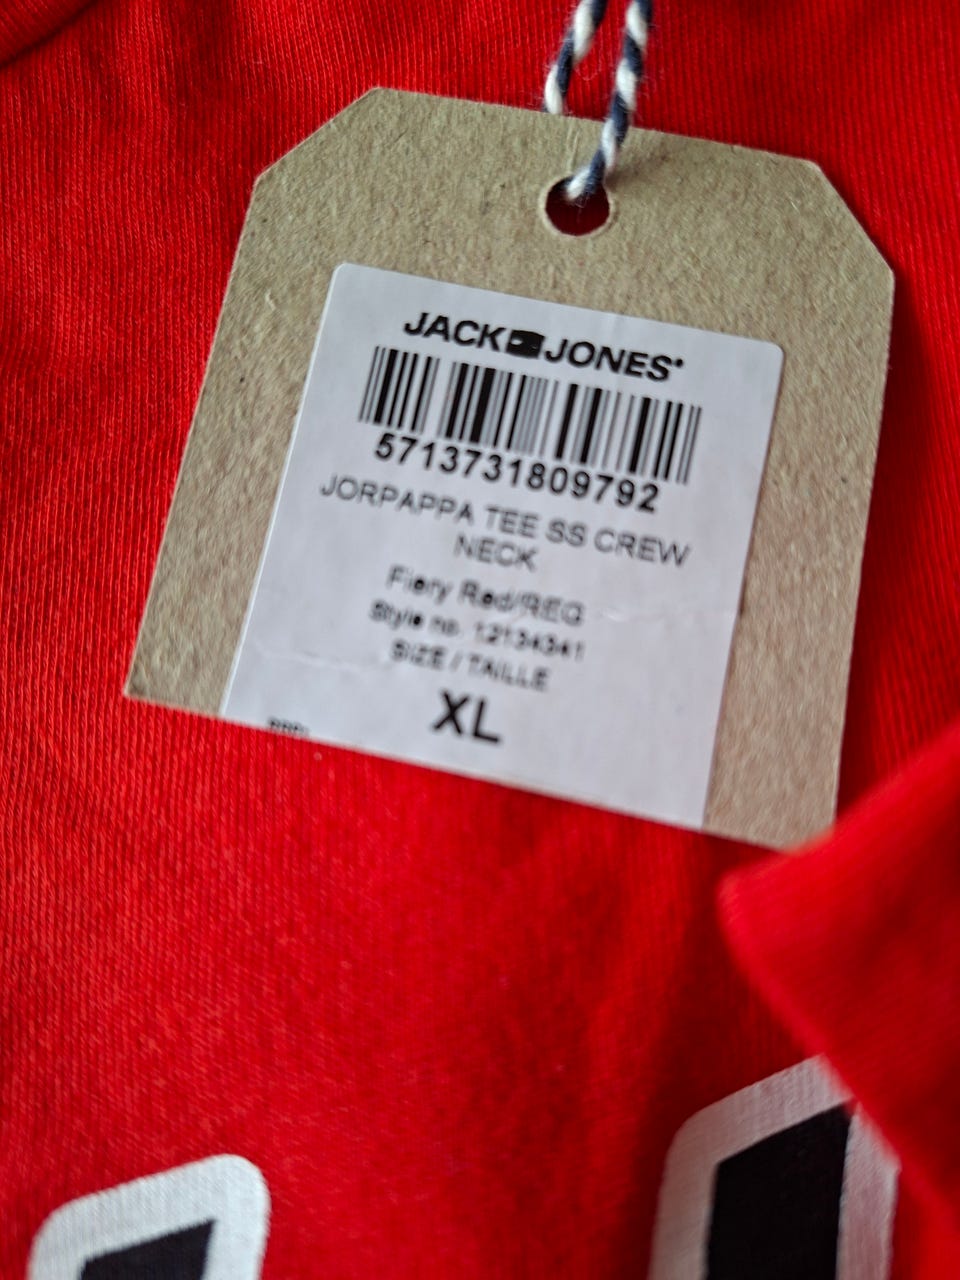 JACK JONES
5713731809792
JORPAPPA TEE SS CREW
NECK
Fiery Red/REG
Style no. 12134341
SIZE / TAILLE
XL